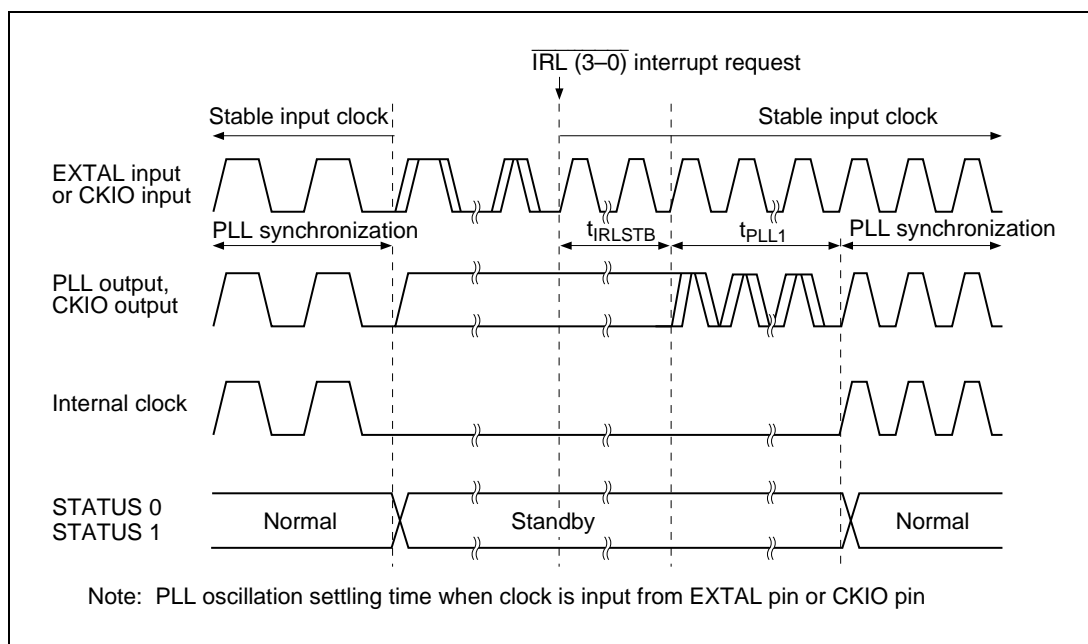 IRL (3–0) interrupt request
Stable input clock
Stable input clock
EXTAL input
or CKIO input
PLL synchronization
tIRLSTB
tPLL1
PLL synchronization
PLL output,
CKIO output
Internal clock
STATUS 0
STATUS 1
Normal
Standby
Normal
Note: PLL oscillation settling time when clock is input from EXTAL pin or CKIO pin